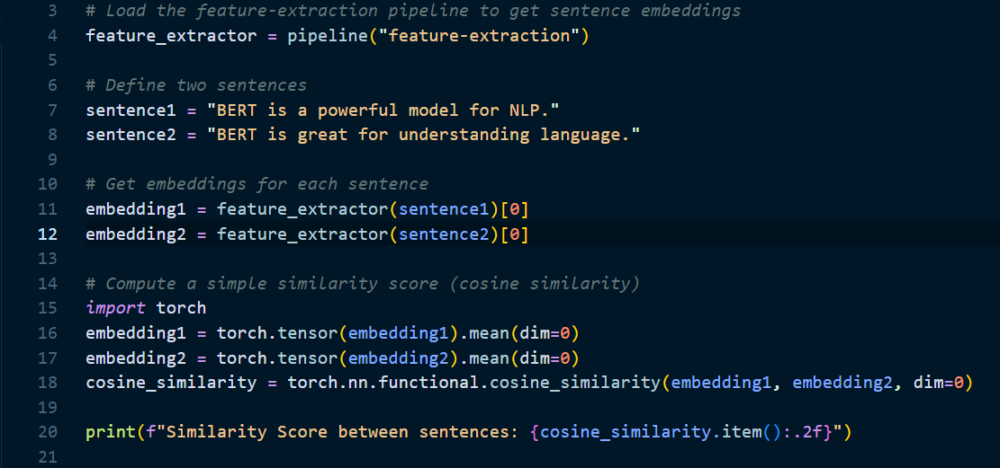 3 # Load the feature-extraction pipeline to get sentence embeddings
4 feature_extractor = pipeline("feature-extraction")
5
6 # Define two sentences
7 sentence1 = "BERT is a powerful model for NLP."
8 sentence2 = "BERT is great for understanding language."
9
10 # Get embeddings for each sentence
11 embedding1 = feature_extractor(sentence1)[0]
12 embedding2 = feature_extractor(sentence2)[0]
13
14 # Compute a simple similarity score (cosine similarity)
15 import torch
16 embedding1 = torch.tensor(embedding1).mean(dim=0)
17 embedding2 = torch.tensor(embedding2).mean(dim=0)
18 cosine_similarity = torch.nn.functional.cosine_similarity(embedding1, embedding2, dim=0)
19
20 print(f"Similarity Score between sentences: {cosine_similarity.item():.2f}")
21